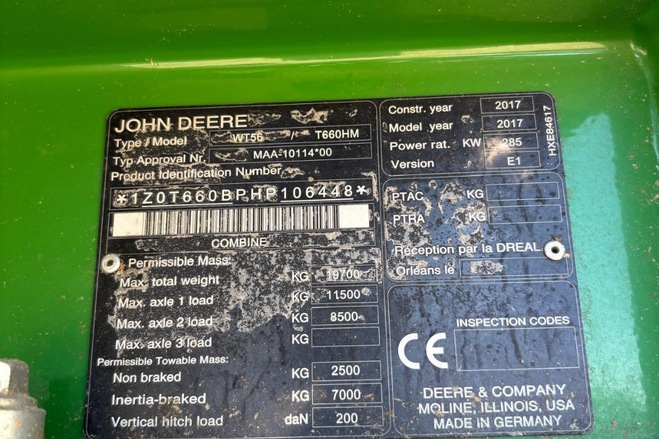 JOHN DEERE
Type / Model WT56 / T660HM
Typ Approval Nr. MAA-10114*00
Product Identification Number
*1Z0T660BPHP106448*
COMBINE
Permissible Mass:
Max. total weight KG 19700
Max. axle 1 load KG 11500
Max. axle 2 load KG 8500
Max. axle 3 load KG
Permissible Towable Mass:
Non braked KG 2500
Inertia-braked KG 7000
Vertical hitch load daN 200
Constr. year 2017
Model year 2017
Power rat. KW 285
Version E1
HXE84617
PTAC KG
PTRA KG
Réception par la DREAL
Orléans le
INSPECTION CODES
CE
DEERE & COMPANY
MOLINE, ILLINOIS, USA
MADE IN GERMANY